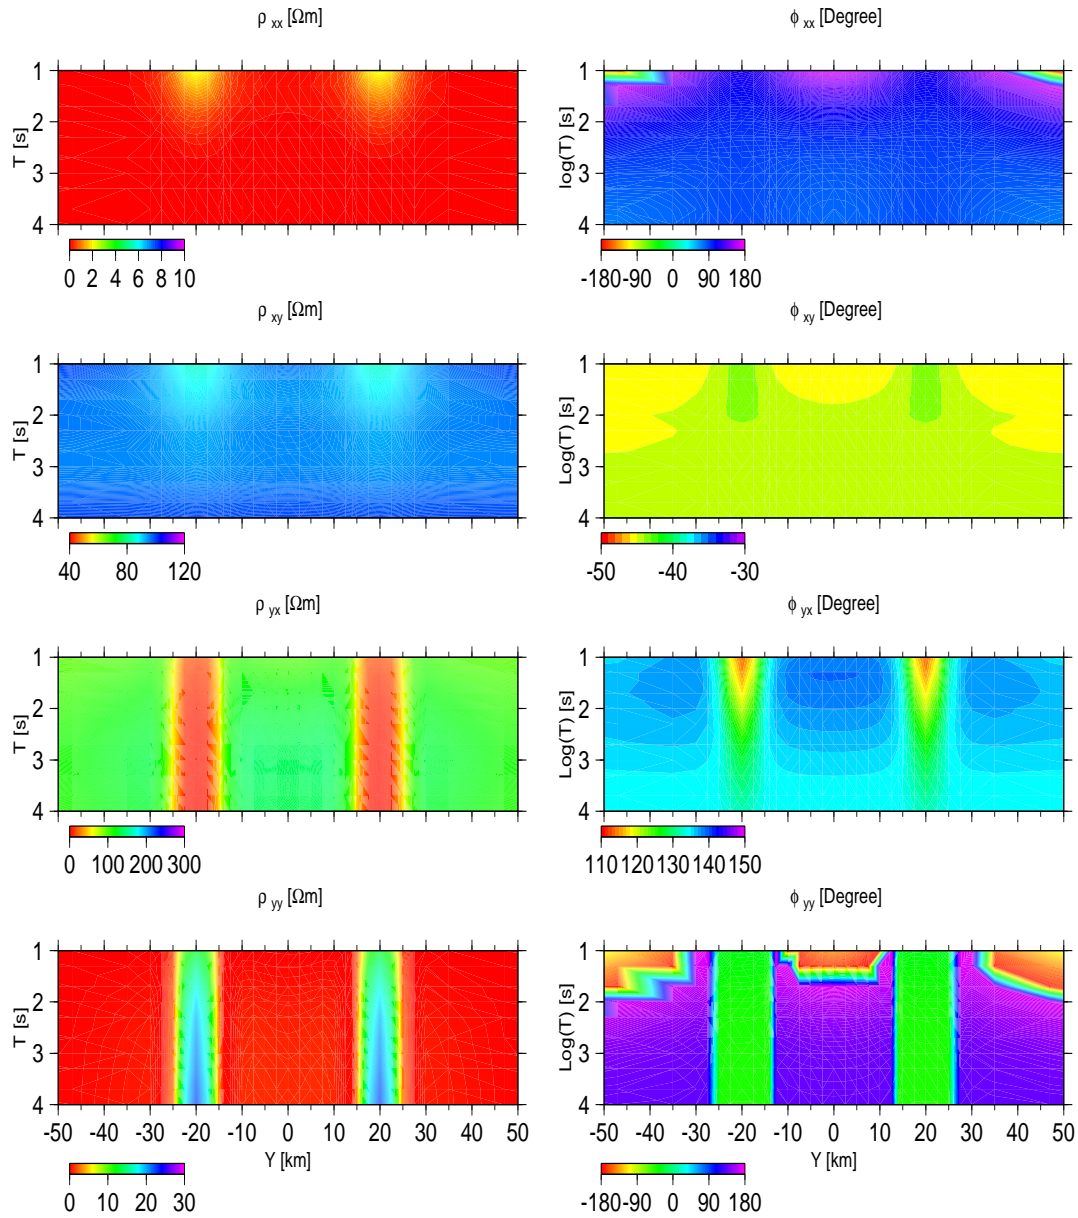 ρ xx [Ωm]
ϕ xx [Degree]
1
2
3
4
T [s]
1
2
3
4
log(T) [s]
0 2 4 6 8 10
-180 -90 0 90 180
ρ xy [Ωm]
ϕ xy [Degree]
1
2
3
4
T [s]
1
2
3
4
Log(T) [s]
40 80 120
-50 -40 -30
ρ yx [Ωm]
ϕ yx [Degree]
1
2
3
4
T [s]
1
2
3
4
Log(T) [s]
0 100 200 300
110 120 130 140 150
ρ yy [Ωm]
ϕ yy [Degree]
1
2
3
4
T [s]
1
2
3
4
Log(T) [s]
-50 -40 -30 -20 -10 0 10 20 30 40 50
-50 -40 -30 -20 -10 0 10 20 30 40 50
Y [km]
Y [km]
0 10 20 30
-180 -90 0 90 180